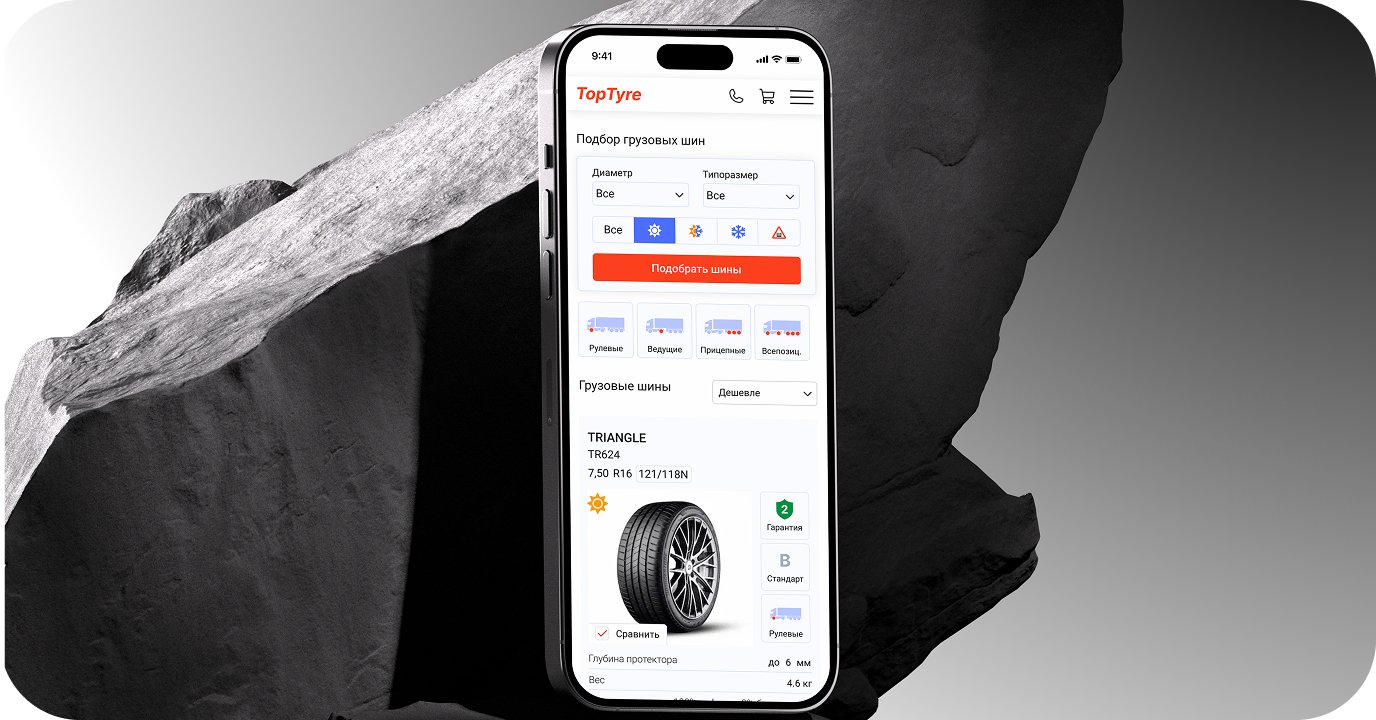 9:41
TopTyre
Подбор грузовых шин
Диаметр Типоразмер
Все Все
Все
Подобрать шины
Рулевые Ведущие Прицепные Всепозиц.
Грузовые шины Дешевле
TRIANGLE
TR624
7,50 R16 121/118N
2
Гарантия
B
Стандарт
Рулевые
Сравнить
Глубина протектора до 6 мм
Вес 4.6 кг